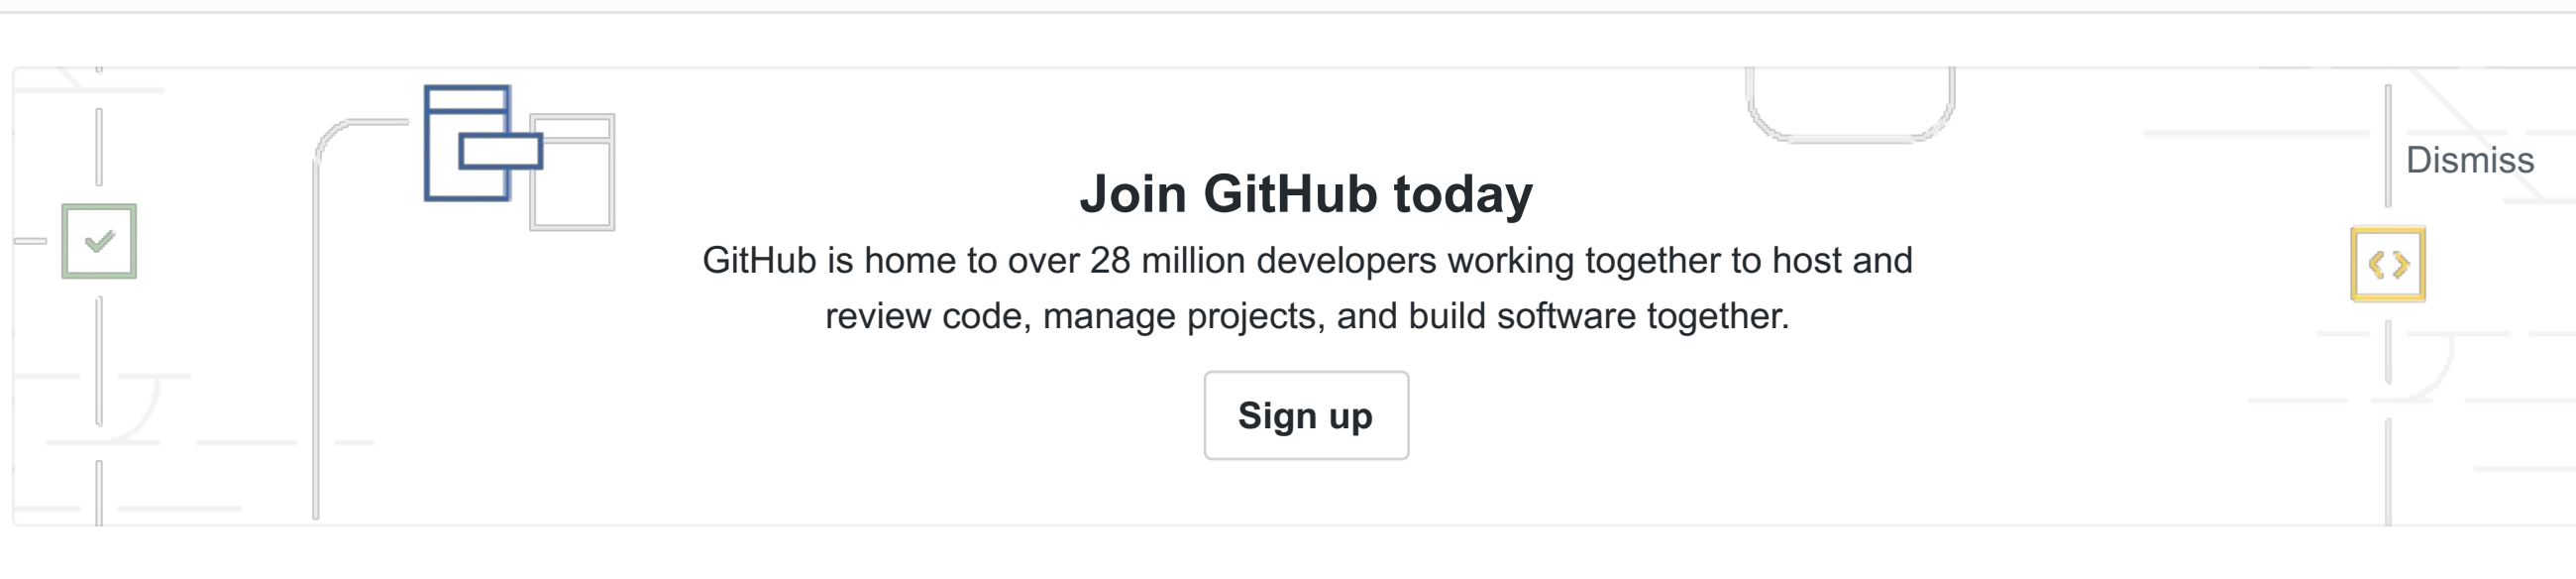 Dismiss
Join GitHub today
GitHub is home to over 28 million developers working together to host and
review code, manage projects, and build software together.
Sign up